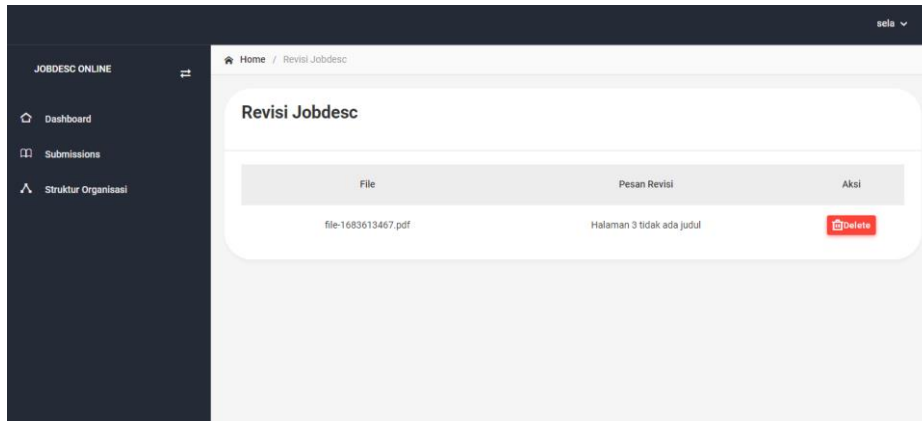 sela
JOBDESC ONLINE
Home / Revisi Jobdesc
Dashboard
Submissions
Struktur Organisasi
Revisi Jobdesc
File Pesan Revisi Aksi
file-1683613467.pdf Halaman 3 tidak ada judul Delete